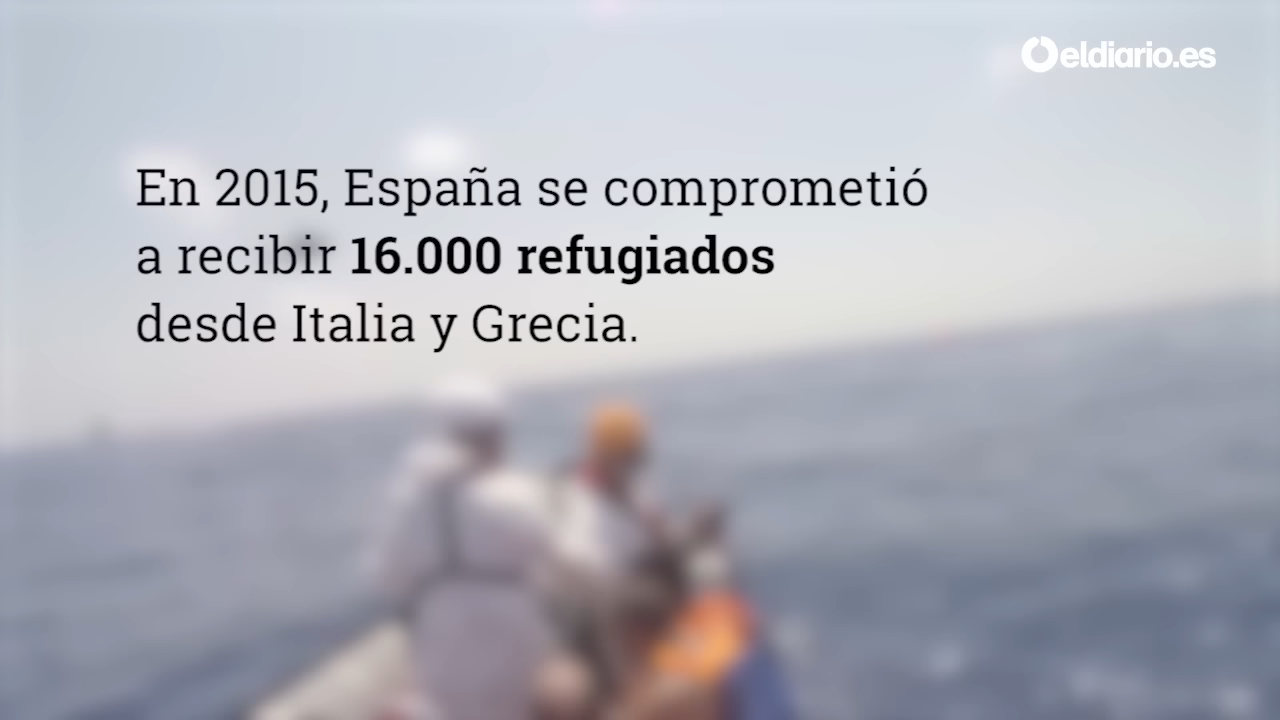 eldiario.es
En 2015, España se comprometió
a recibir 16.000 refugiados
desde Italia y Grecia.